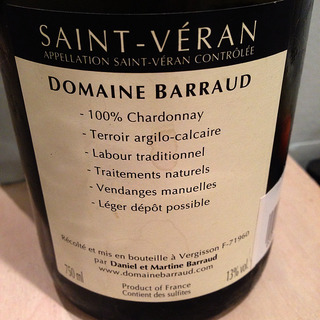 SAINT-VÉRAN
APPELLATION SAINT-VÉRAN CONTRÔLÉE
DOMAINE BARRAUD
- 100% Chardonnay
- Terroir argilo-calcaire
- Labour traditionnel
- Traitements naturels
- Vendanges manuelles
- Léger dépôt possible
Récolté et mis en bouteille à Vergisson F-71960
par Daniel et Martine Barraud
750 ml www.domainebarraud.com 13% vol.
Product of France
Contient des sulfites